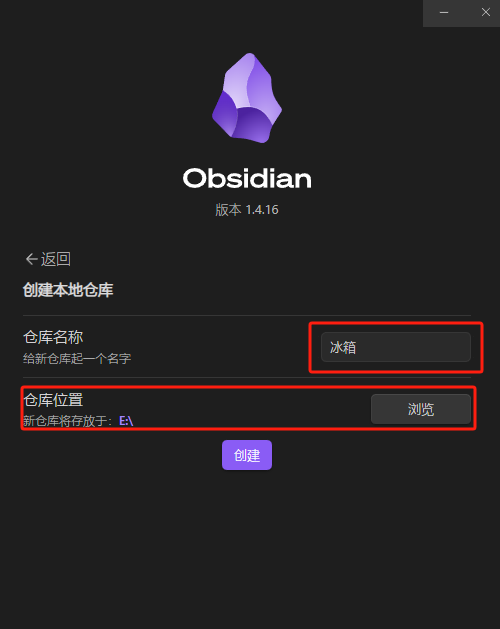 Obsidian
版本 1.4.16
返回
创建本地仓库
仓库名称
给新仓库起一个名字
冰箱
仓库位置
新仓库将存放于：E:\
浏览
创建